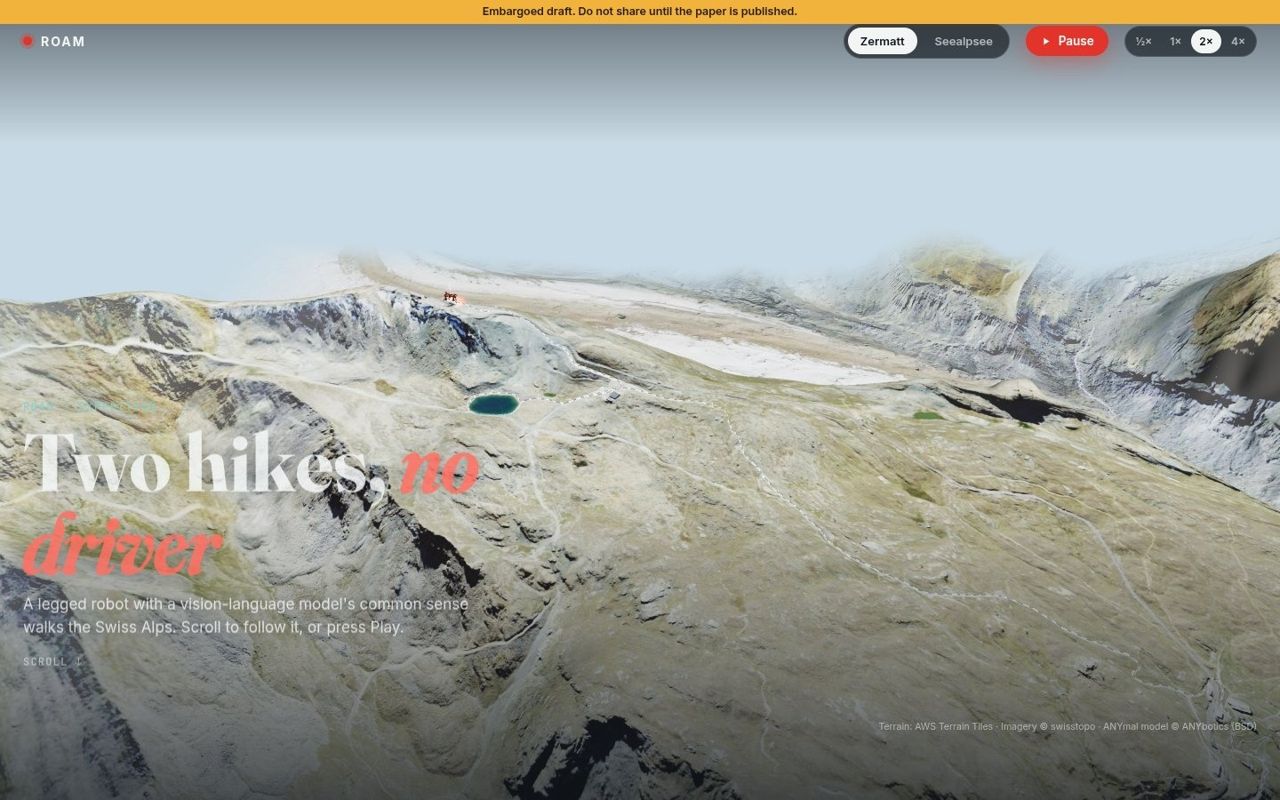 Embargoed draft. Do not share until the paper is published.
ROAM
Zermatt
Seealpsee
Pause
½×
1×
2×
4×
Two hikes, no
driver
A legged robot with a vision-language model's common sense
walks the Swiss Alps. Scroll to follow it, or press Play.
SCROLL
Terrain: AWS Terrain Tiles · Imagery © swisstopo · ANYmal model © ANYbotics (BSD)